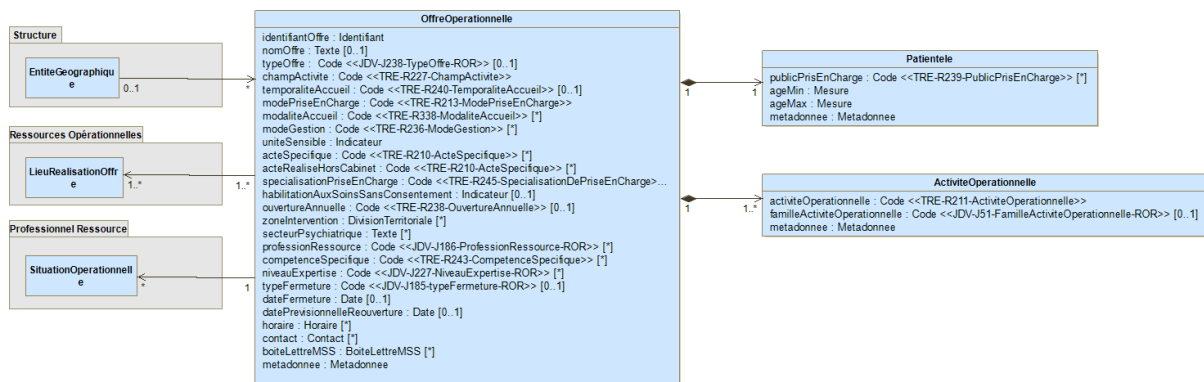 Structure
EntiteGeographiqu
e
0..1
*
Ressources Opérationnelles
LieuRealisationOffr
e
1..*
1..*
Professionnel Ressource
SituationOperationnell
e
*
1
OffreOperationnelle
identifiantOffre : Identifiant
nomOffre : Texte [0..1]
typeOffre : Code <<JDV-J238-TypeOffre-ROR>> [0..1]
champActivite : Code <<TRE-R227-ChampActivite>>
temporaliteAccueil : Code <<TRE-R240-TemporaliteAccueil>> [0..1]
modePriseEnCharge : Code <<TRE-R213-ModePriseEnCharge>>
modaliteAccueil : Code <<TRE-R338-ModaliteAccueil>> [*]
modeGestion : Code <<TRE-R236-ModeGestion>> [*]
uniteSensible : Indicateur
acteSpecifique : Code <<TRE-R210-ActeSpecifique>> [*]
acteRealiseHorsCabinet : Code <<TRE-R210-ActeSpecifique>> [*]
specialisationPriseEnCharge : Code <<TRE-R245-SpecialisationDePriseEnCharge>...
habilitationAuxSoinsSansConsentement : Indicateur [0..1]
ouvertureAnnuelle : Code <<TRE-R238-OuvertureAnnuelle>> [0..1]
zoneIntervention : DivisionTerritoriale [*]
secteurPsychiatrique : Texte [*]
professionRessource : Code <<JDV-J186-ProfessionRessource-ROR>> [*]
competenceSpecifique : Code <<TRE-R243-CompetenceSpecifique>> [*]
niveauExpertise : Code <<JDV-J227-NiveauExpertise-ROR>> [*]
typeFermeture : Code <<JDV-J185-typeFermeture-ROR>> [0..1]
dateFermeture : Date [0..1]
datePrevisionnelleReouverture : Date [0..1]
horaire : Horaire [*]
contact : Contact [*]
boiteLettreMSS : BoiteLettreMSS [*]
metadonnee : Metadonnee
1
1
Patientele
publicPrisEnCharge : Code <<TRE-R239-PublicPrisEnCharge>> [*]
ageMin : Mesure
ageMax : Mesure
metadonnee : Metadonnee
1
1..*
ActiviteOperationnelle
activiteOperationnelle : Code <<TRE-R211-ActiviteOperationnelle>>
familleActiviteOperationnelle : Code <<JDV-J51-FamilleActiviteOperationnelle-ROR>> [0..1]
metadonnee : Metadonnee